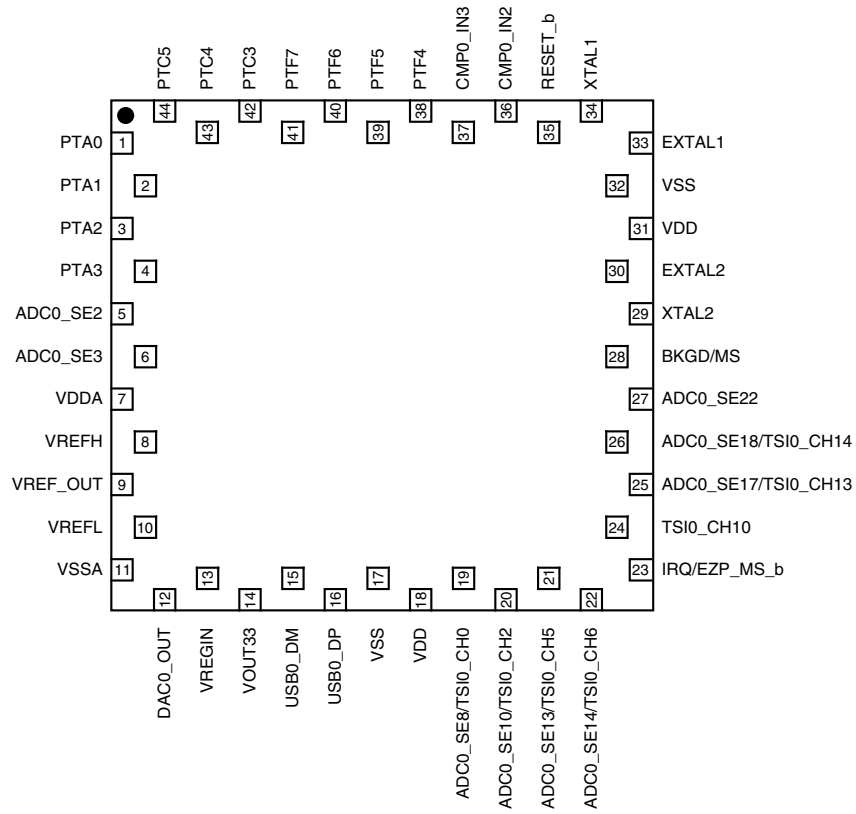 PTC5
PTC4
PTC3
PTF7
PTF6
PTF5
PTF4
CMP0_IN3
CMP0_IN2
RESET_b
XTAL1
44
43
42
41
40
39
38
37
36
35
34
PTA0 1
PTA1 2
PTA2 3
PTA3 4
ADC0_SE2 5
ADC0_SE3 6
VDDA 7
VREFH 8
VREF_OUT 9
VREFL 10
VSSA 11
33 EXTAL1
32 VSS
31 VDD
30 EXTAL2
29 XTAL2
28 BKGD/MS
27 ADC0_SE22
26 ADC0_SE18/TSI0_CH14
25 ADC0_SE17/TSI0_CH13
24 TSI0_CH10
23 IRQ/EZP_MS_b
12
13
14
15
16
17
18
19
20
21
22
DAC0_OUT
VREGIN
VOUT33
USB0_DM
USB0_DP
VSS
VDD
ADC0_SE8/TSI0_CH0
ADC0_SE10/TSI0_CH2
ADC0_SE13/TSI0_CH5
ADC0_SE14/TSI0_CH6